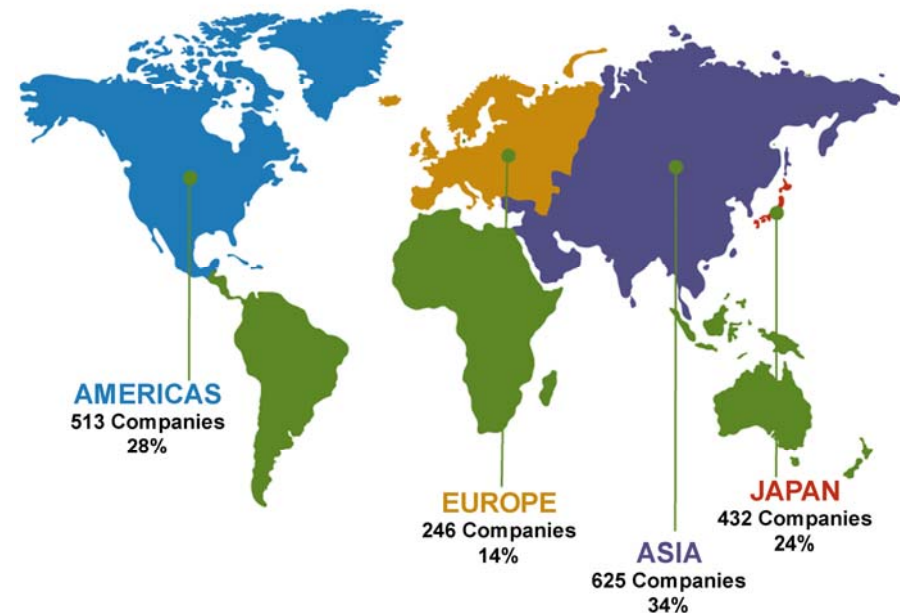 AMERICAS
513 Companies
28%
EUROPE
246 Companies
14%
ASIA
625 Companies
34%
JAPAN
432 Companies
24%